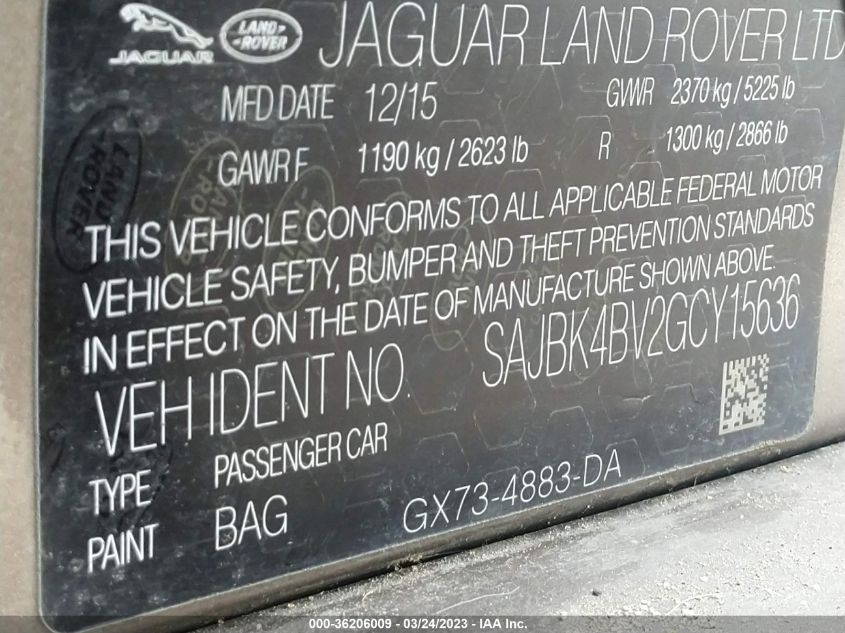 JAGUAR LAND ROVER JAGUAR LAND ROVER LTD
MFD DATE 12/15 GVWR 2370 kg / 5225 lb
GAWR F 1190 kg / 2623 lb R 1300 kg / 2866 lb
THIS VEHICLE CONFORMS TO ALL APPLICABLE FEDERAL MOTOR
VEHICLE SAFETY, BUMPER AND THEFT PREVENTION STANDARDS
IN EFFECT ON THE DATE OF MANUFACTURE SHOWN ABOVE.
VEH IDENT NO. SAJBK4BV2GCY15636
TYPE PASSENGER CAR
PAINT BAG GX73-4883-DA
LAND ROVER
000-36206009 - 03/24/2023 - IAA Inc.